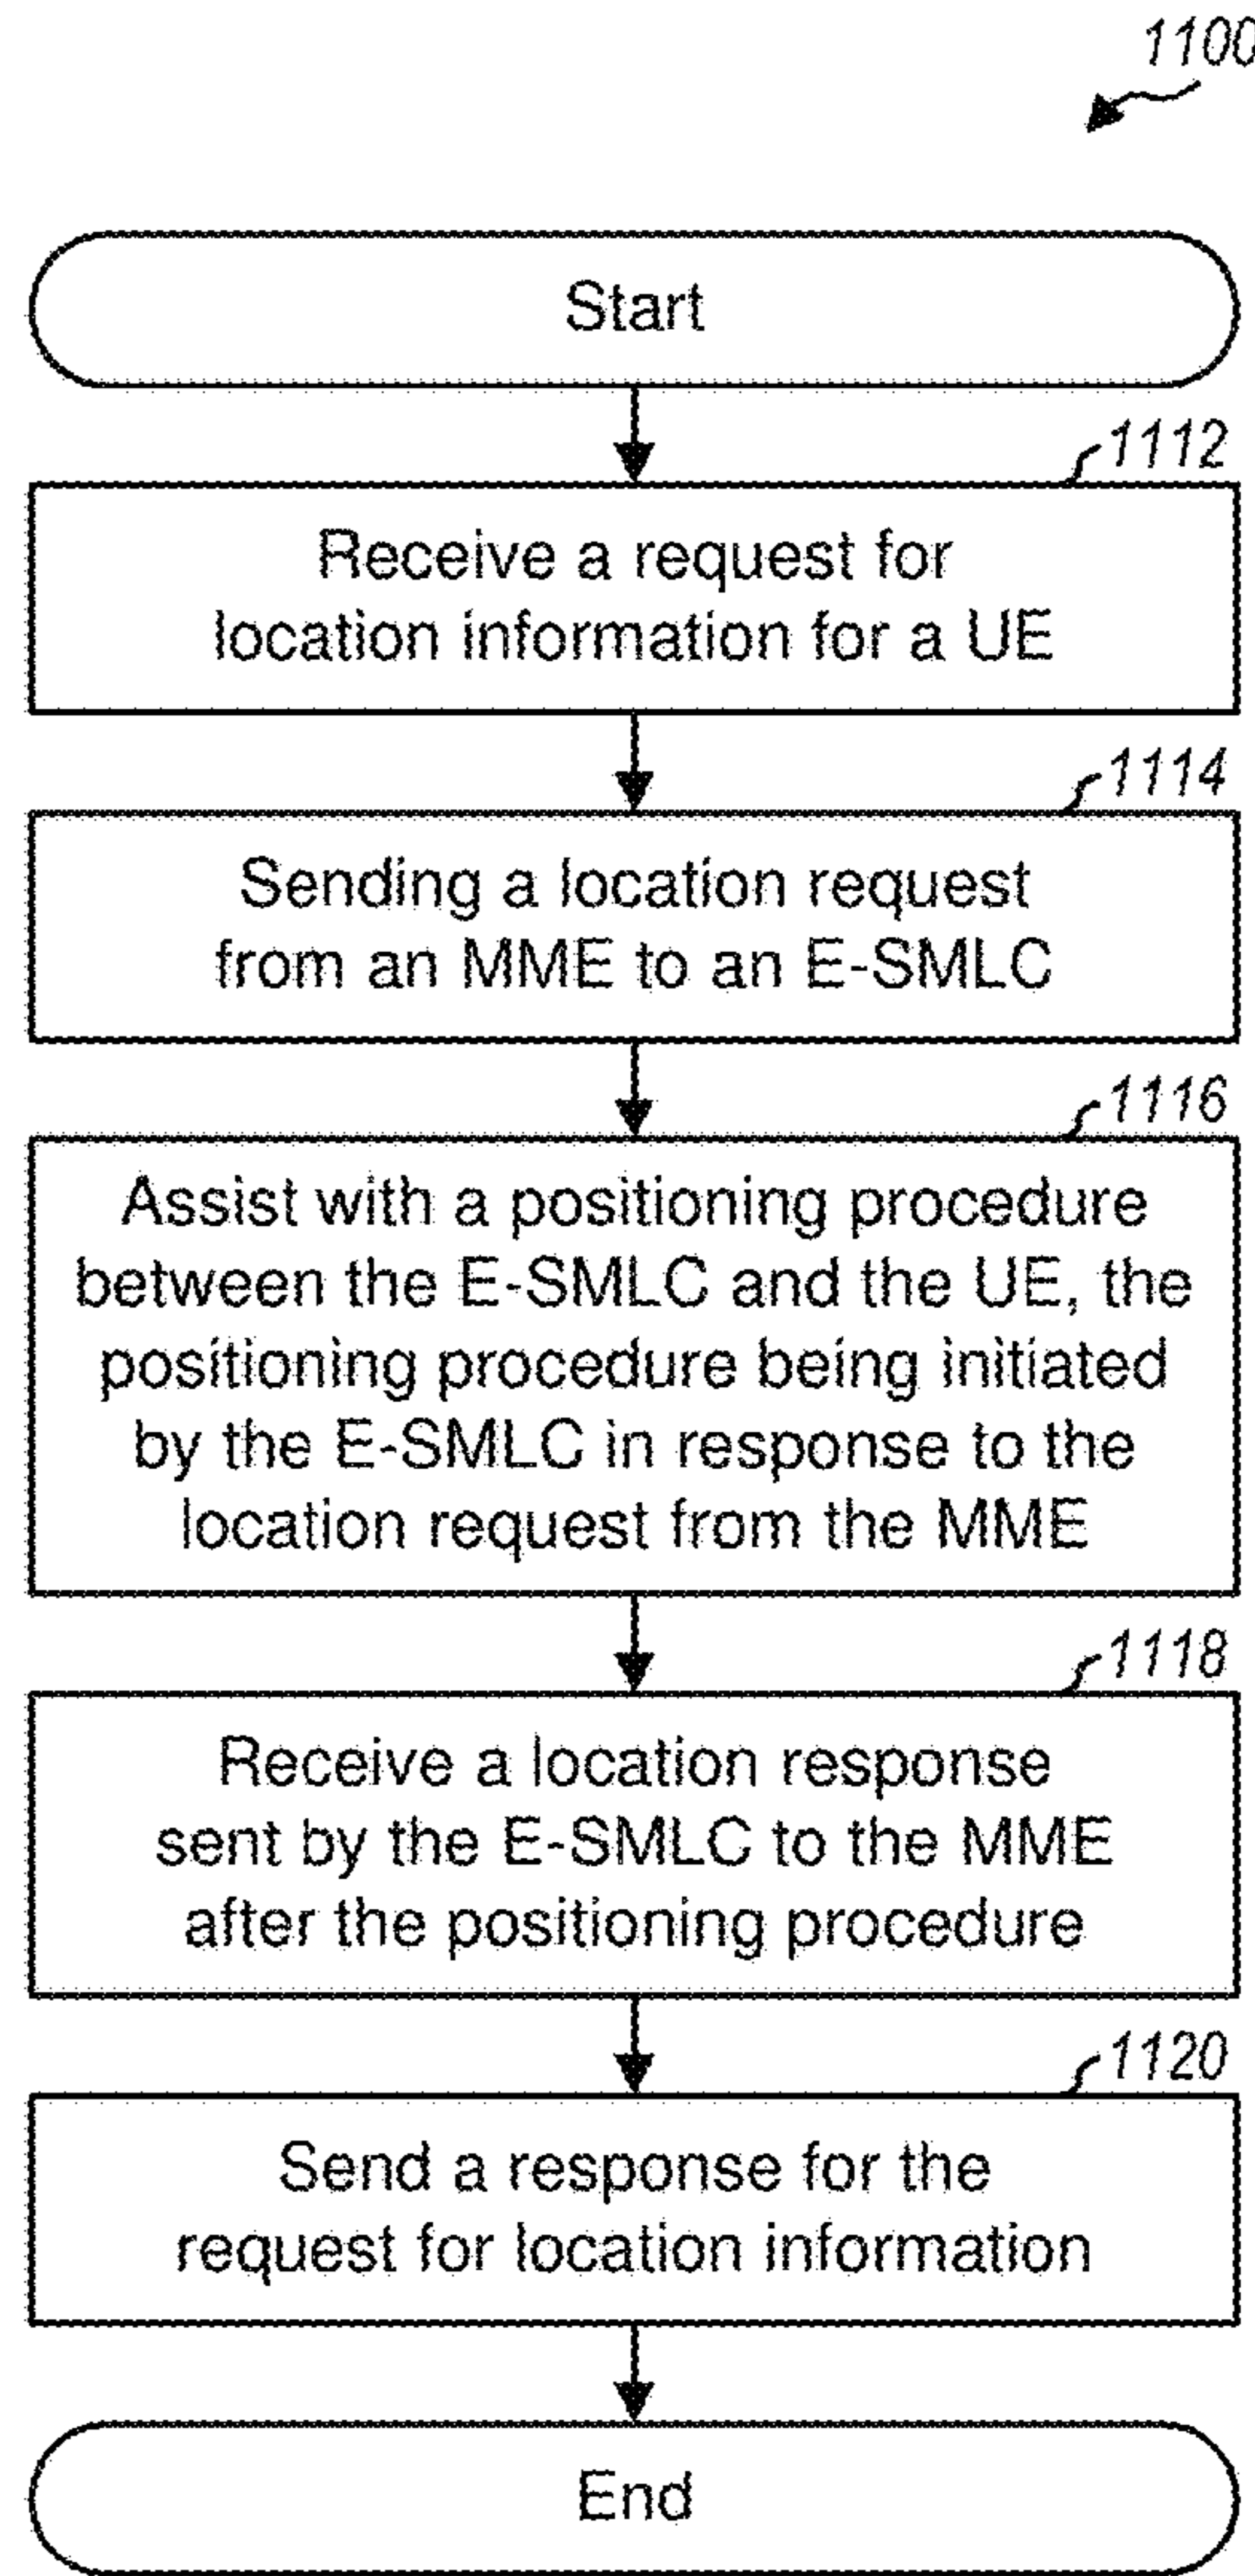 1100
Start
1112
Receive a request for
location information for a UE
1114
Sending a location request
from an MME to an E-SMLC
1116
Assist with a positioning procedure
between the E-SMLC and the UE, the
positioning procedure being initiated
by the E-SMLC in response to the
location request from the MME
1118
Receive a location response
sent by the E-SMLC to the MME
after the positioning procedure
1120
Send a response for the
request for location information
End